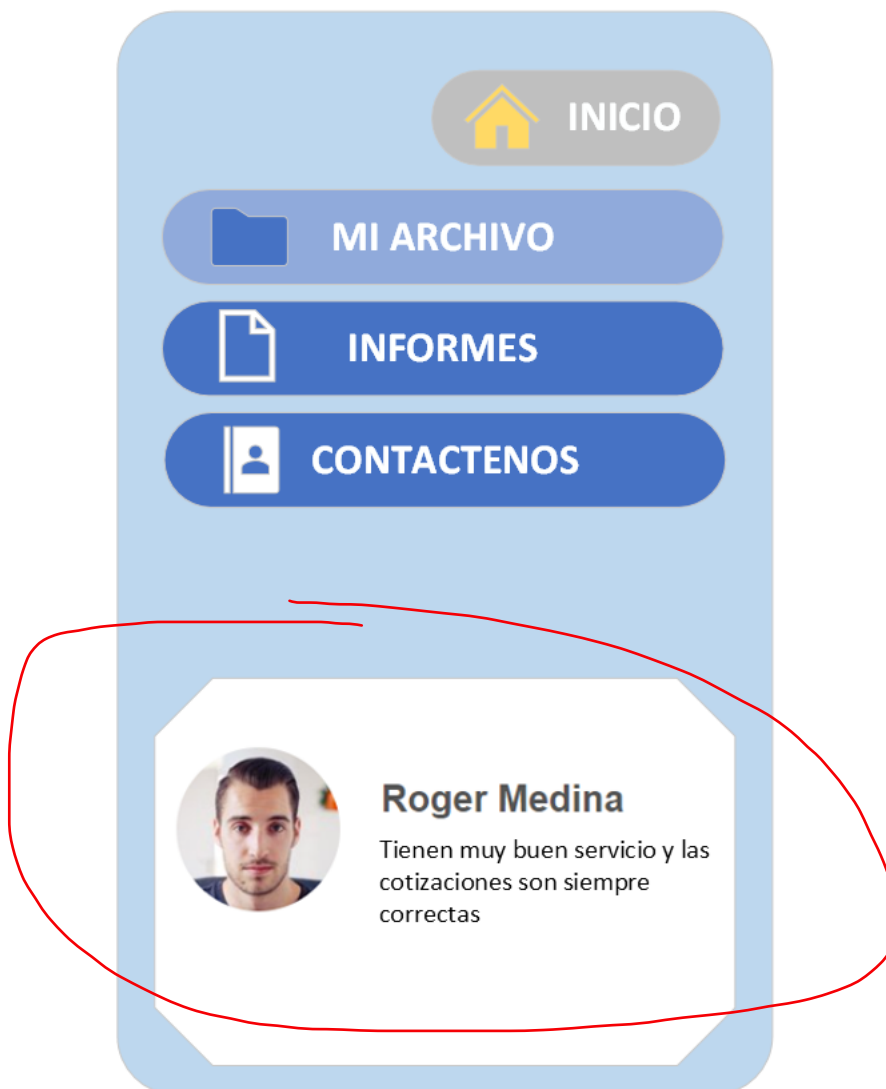 INICIO
MI ARCHIVO
INFORMES
CONTACTENOS
Roger Medina
Tienen muy buen servicio y las
cotizaciones son siempre
correctas